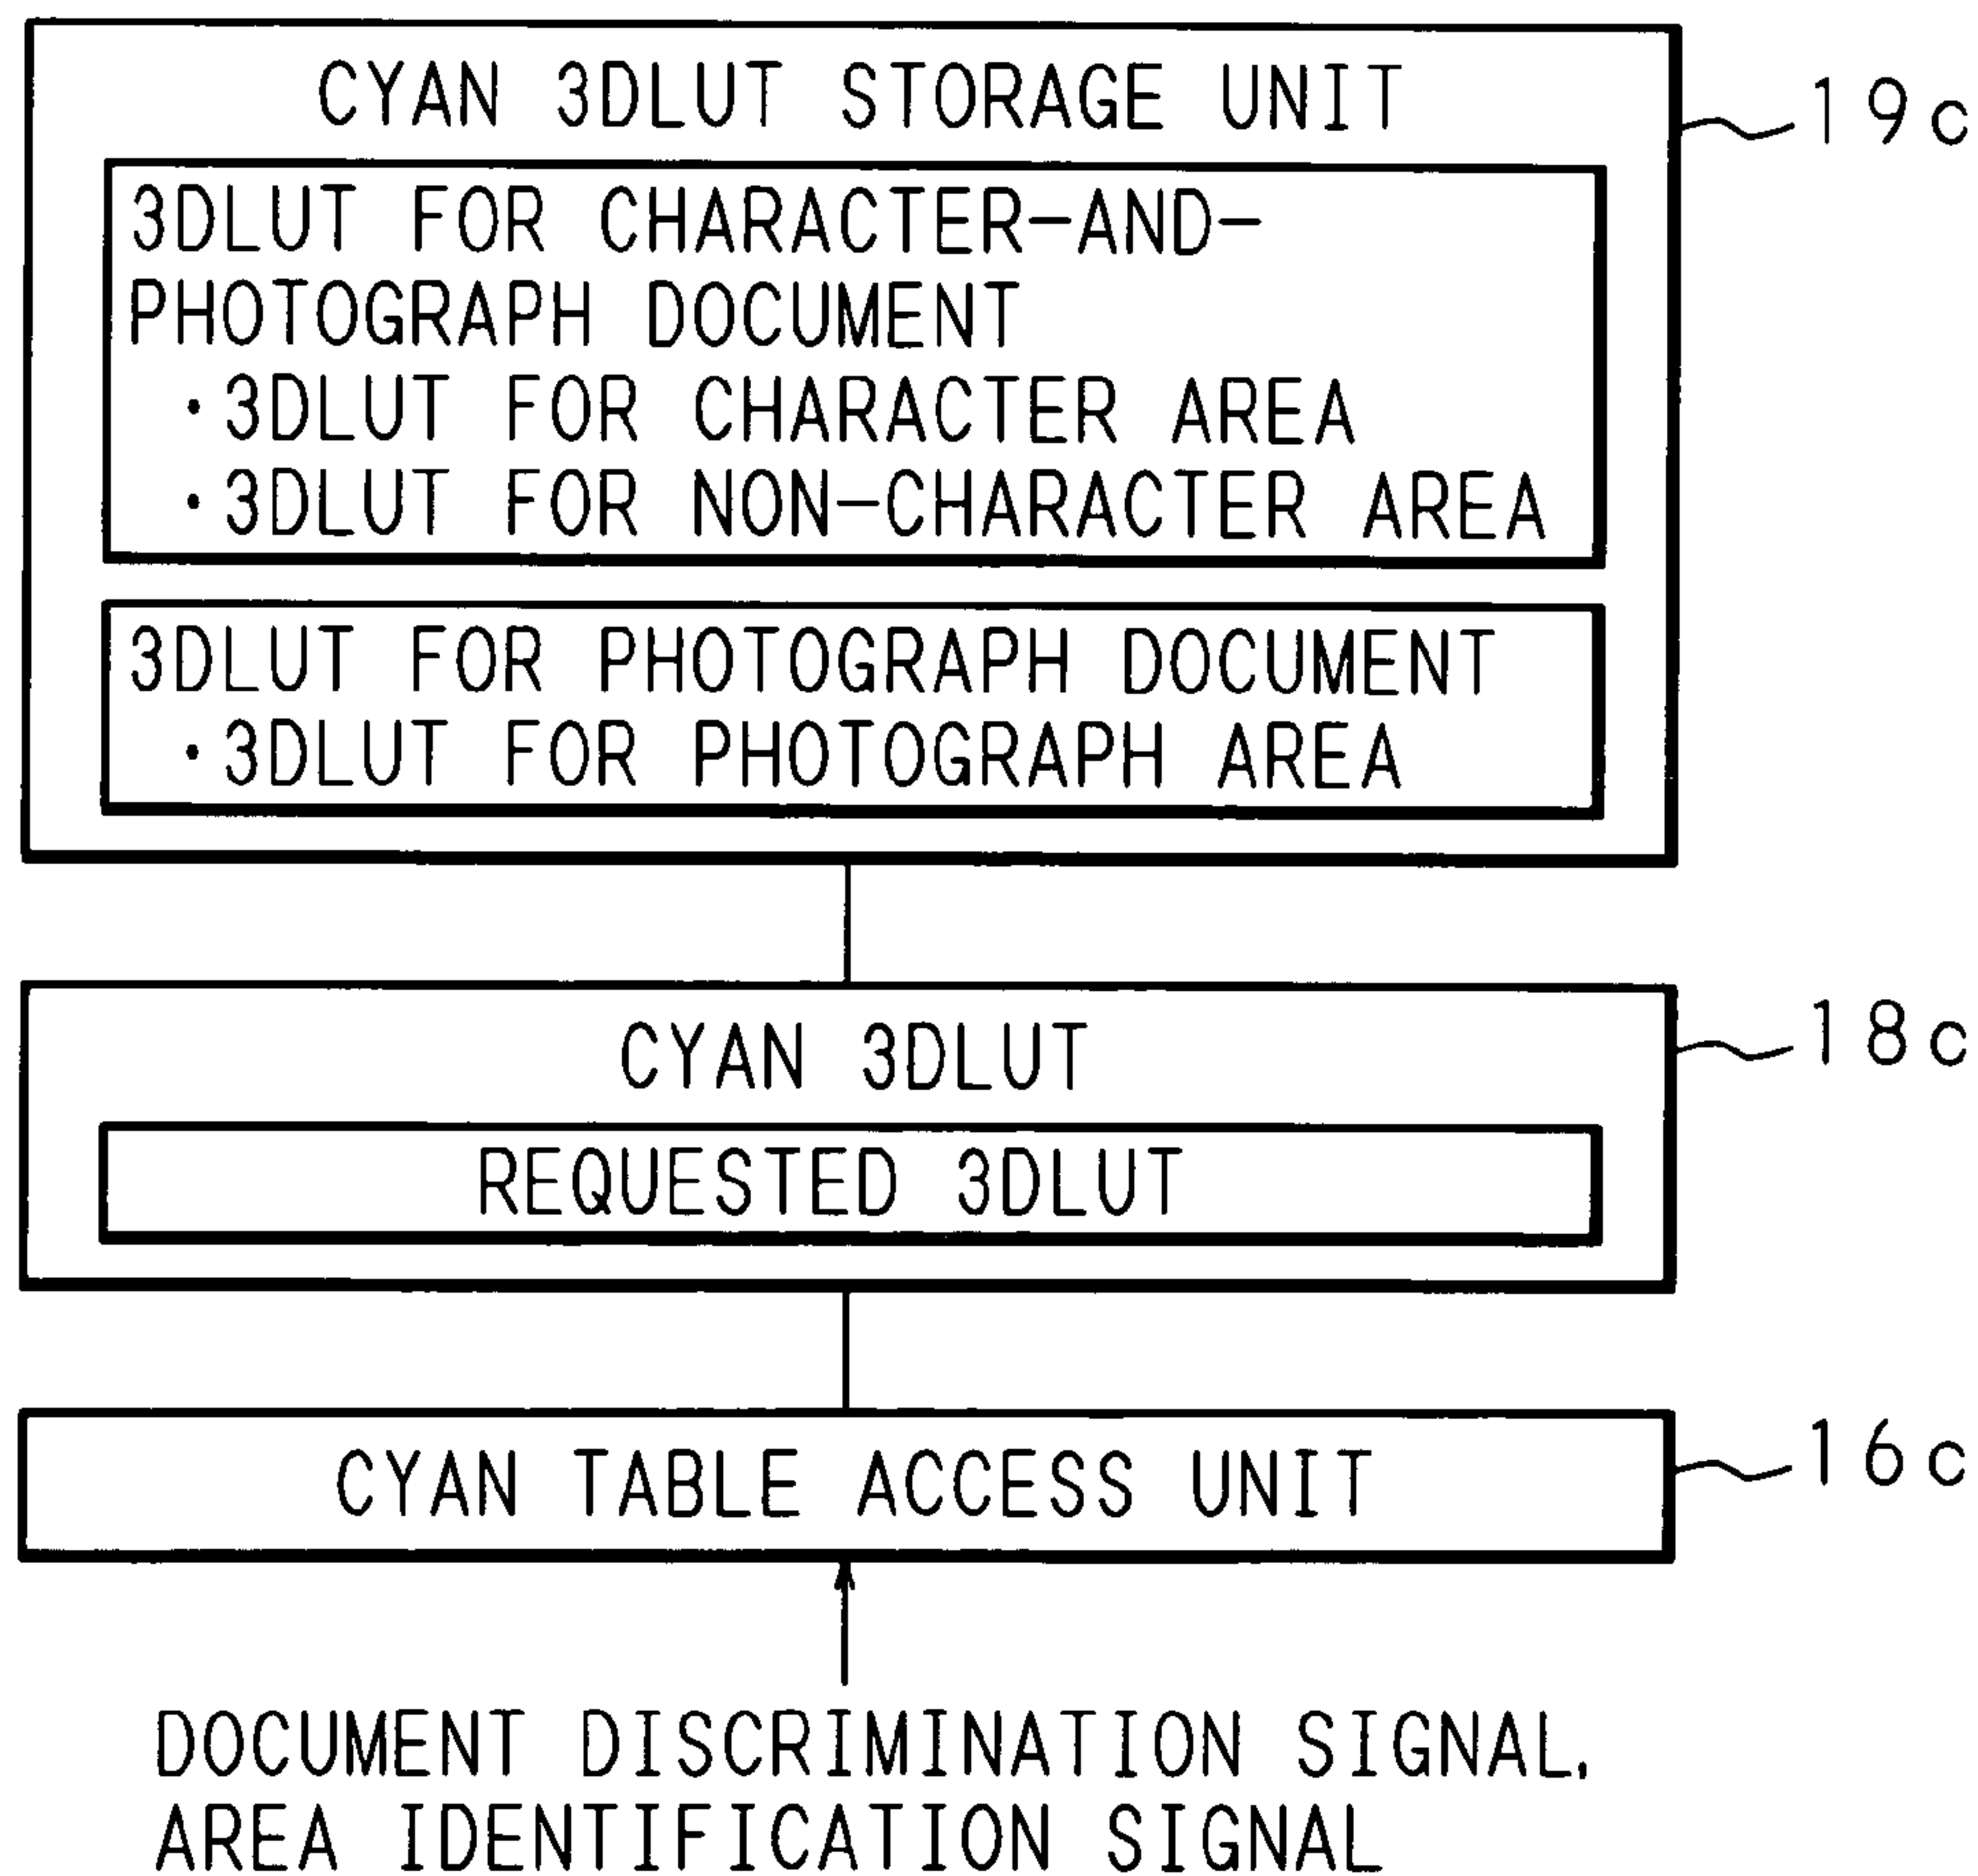 CYAN 3DLUT STORAGE UNIT
19c
3DLUT FOR CHARACTER-AND-
PHOTOGRAPH DOCUMENT
・3DLUT FOR CHARACTER AREA
・3DLUT FOR NON-CHARACTER AREA
3DLUT FOR PHOTOGRAPH DOCUMENT
・3DLUT FOR PHOTOGRAPH AREA
CYAN 3DLUT
18c
REQUESTED 3DLUT
CYAN TABLE ACCESS UNIT
16c
DOCUMENT DISCRIMINATION SIGNAL,
AREA IDENTIFICATION SIGNAL